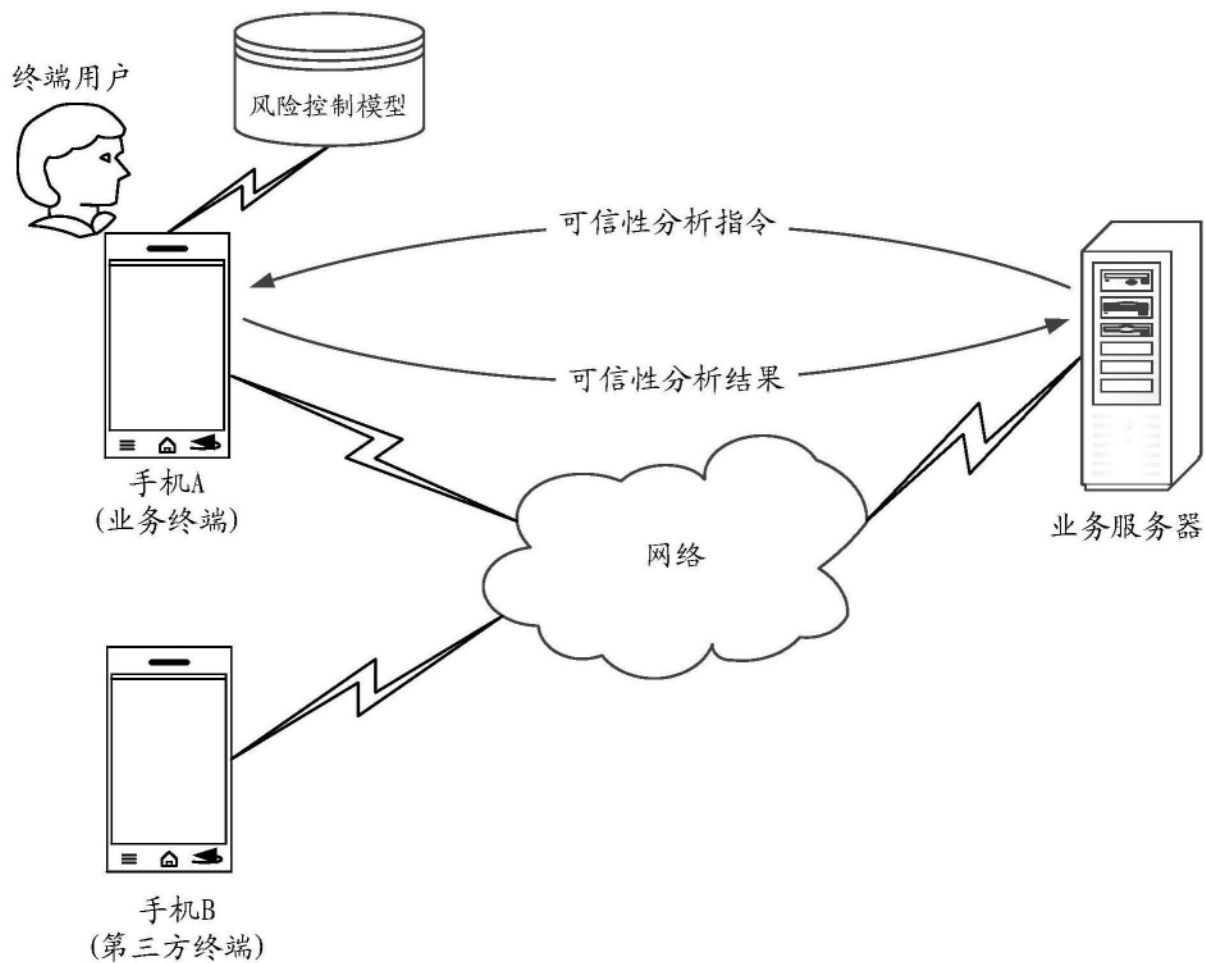 终端用户
风险控制模型
可信性分析指令
可信性分析结果
手机A
(业务终端)
网络
业务服务器
手机B
(第三方终端)